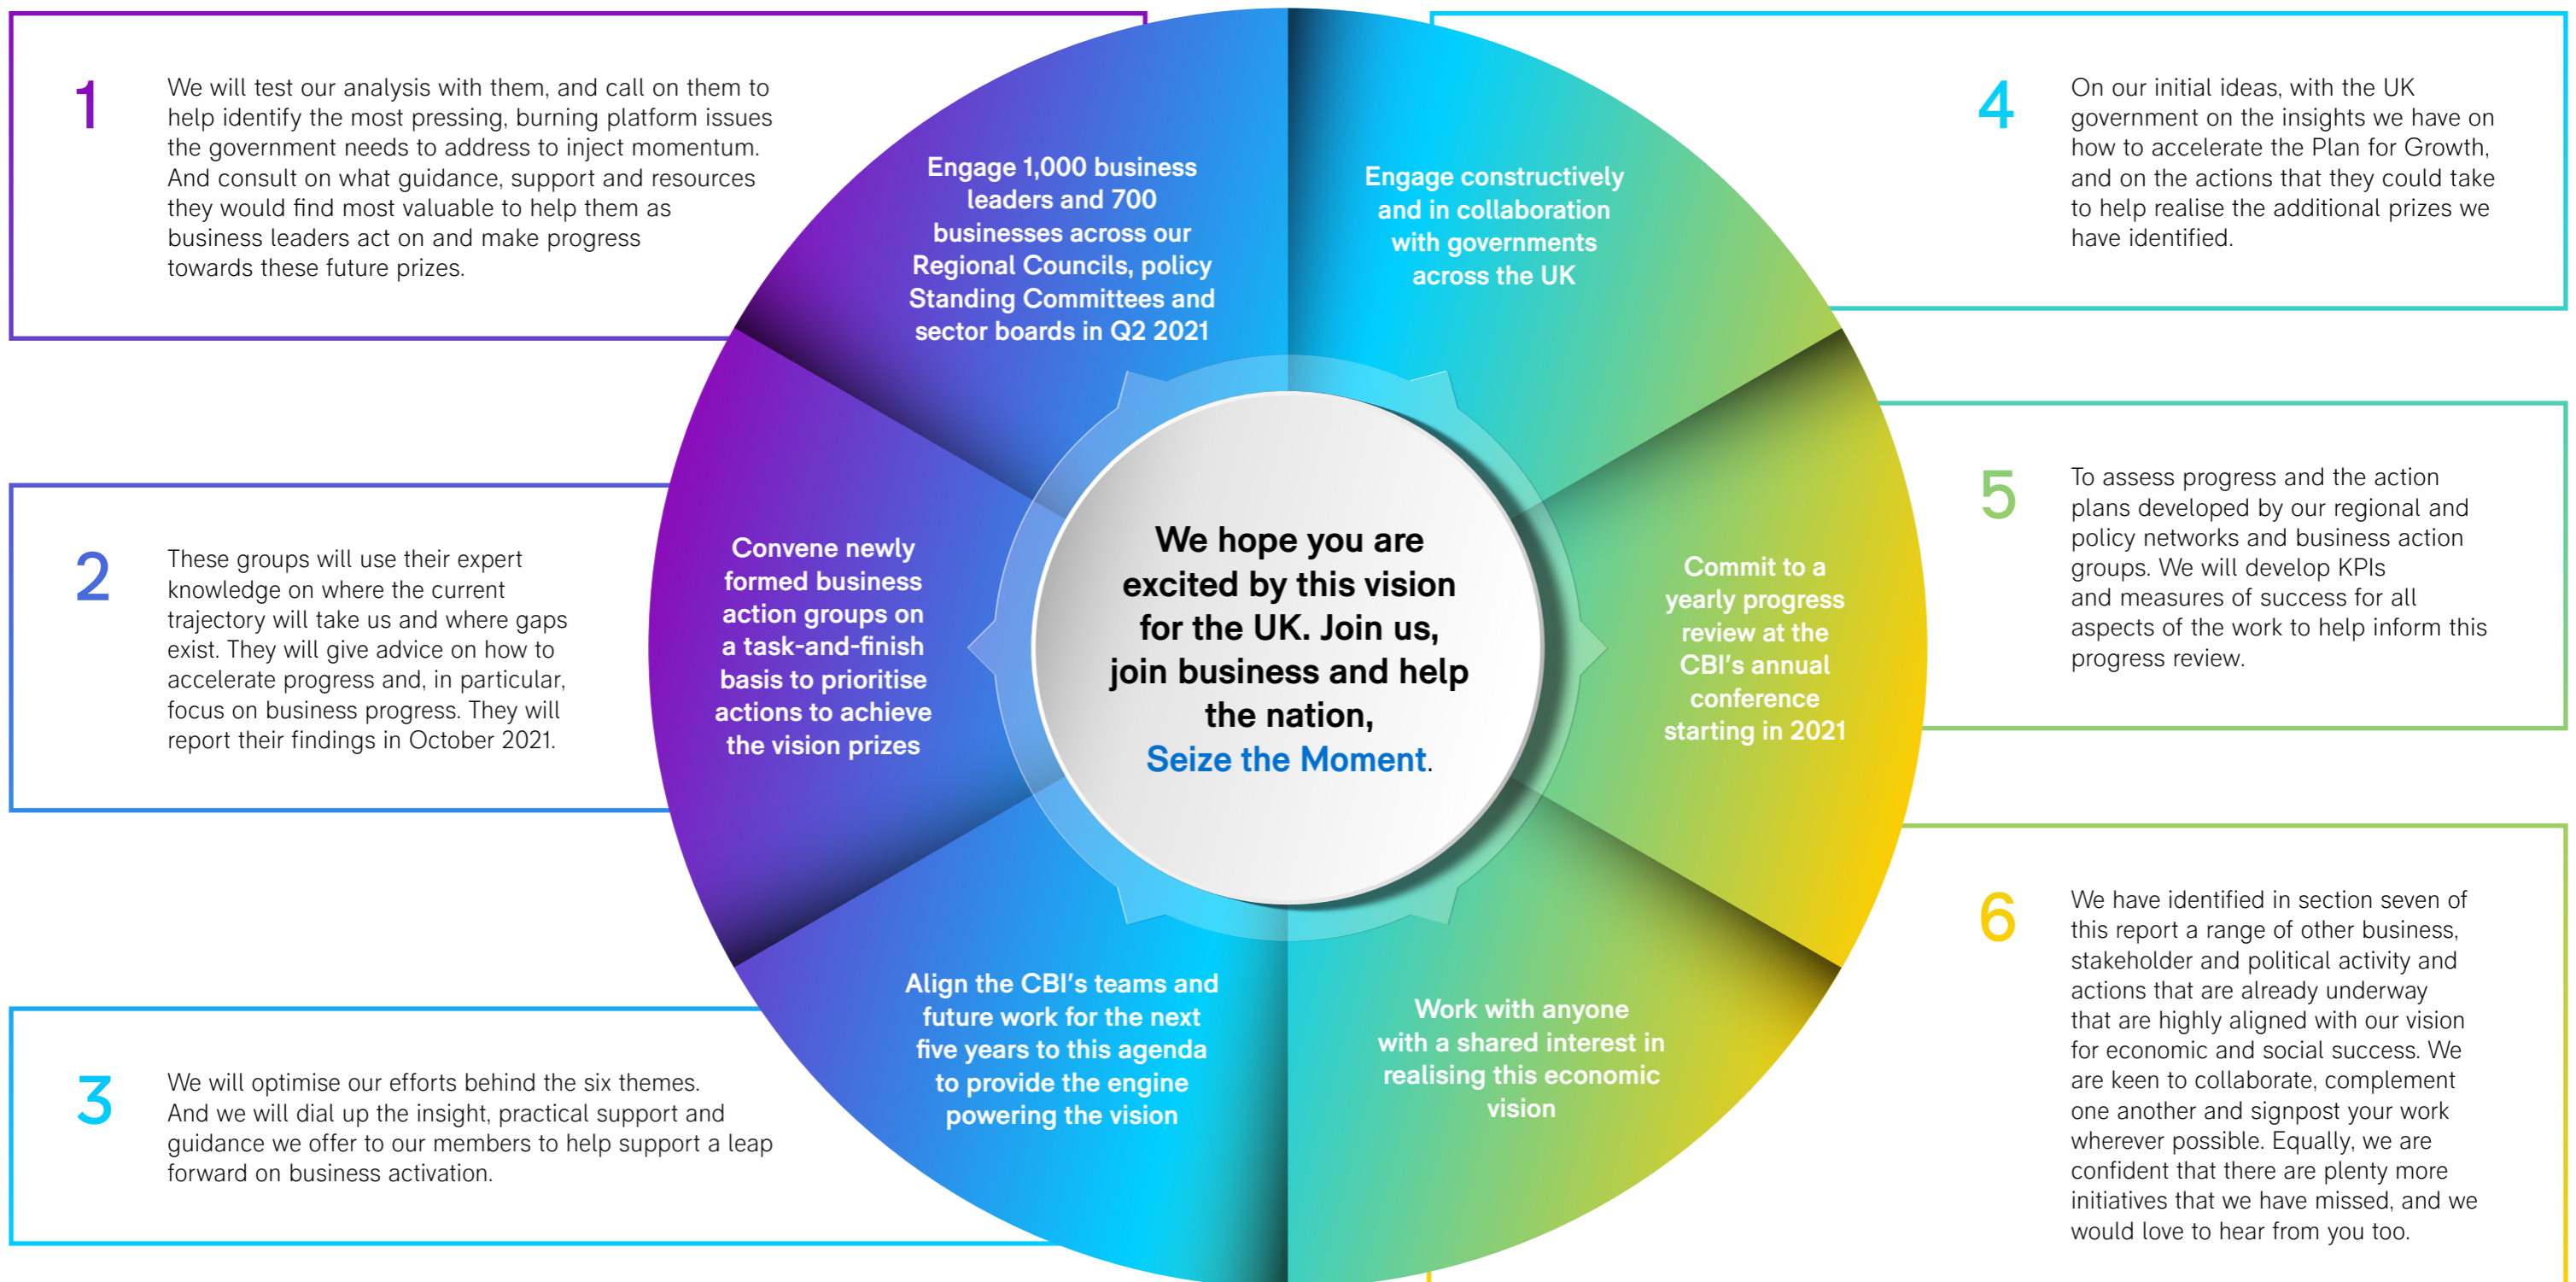 1
We will test our analysis with them, and call on them to
help identify the most pressing, burning platform issues
the government needs to address to inject momentum.
And consult on what guidance, support and resources
they would find most valuable to help them as
business leaders act on and make progress
towards these future prizes.
Engage 1,000 business
leaders and 700
businesses across our
Regional Councils, policy
Standing Committees and
sector boards in Q2 2021
2
These groups will use their expert
knowledge on where the current
trajectory will take us and where gaps
exist. They will give advice on how to
accelerate progress and, in particular,
focus on business progress. They will
report their findings in October 2021.
Convene newly
formed business
action groups on
a task-and-finish
basis to prioritise
actions to achieve
the vision prizes
3
We will optimise our efforts behind the six themes.
And we will dial up the insight, practical support and
guidance we offer to our members to help support a leap
forward on business activation.
Align the CBI's teams and
future work for the next
five years to this agenda
to provide the engine
powering the vision
We hope you are
excited by this vision
for the UK. Join us,
join business and help
the nation,
Seize the Moment.
Engage constructively
and in collaboration
with governments
across the UK
4
On our initial ideas, with the UK
government on the insights we have on
how to accelerate the Plan for Growth,
and on the actions that they could take
to help realise the additional prizes we
have identified.
Commit to a
yearly progress
review at the
CBI's annual
conference
starting in 2021
5
To assess progress and the action
plans developed by our regional and
policy networks and business action
groups. We will develop KPIs
and measures of success for all
aspects of the work to help inform this
progress review.
Work with anyone
with a shared interest in
realising this economic
vision
6
We have identified in section seven of
this report a range of other business,
stakeholder and political activity and
actions that are already underway
that are highly aligned with our vision
for economic and social success. We
are keen to collaborate, complement
one another and signpost your work
wherever possible. Equally, we are
confident that there are plenty more
initiatives that we have missed, and we
would love to hear from you too.